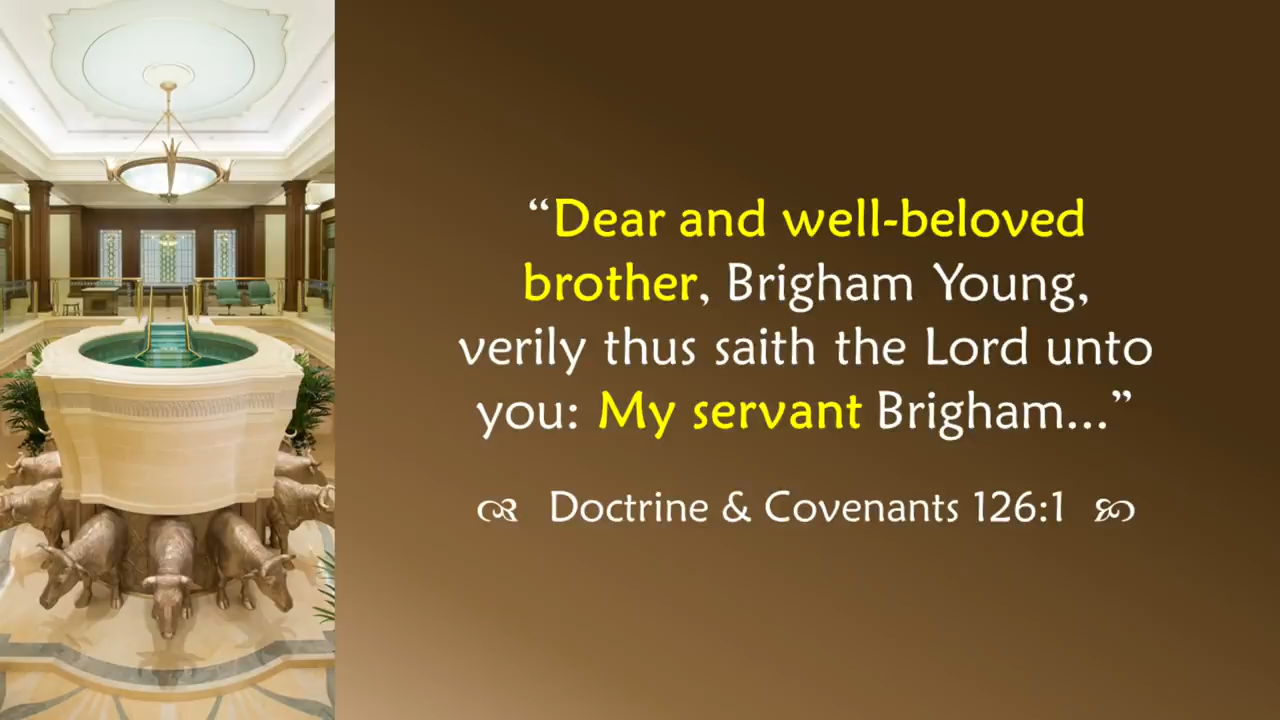 “Dear and well-beloved
brother, Brigham Young,
verily thus saith the Lord unto
you: My servant Brigham...”
Doctrine & Covenants 126:1